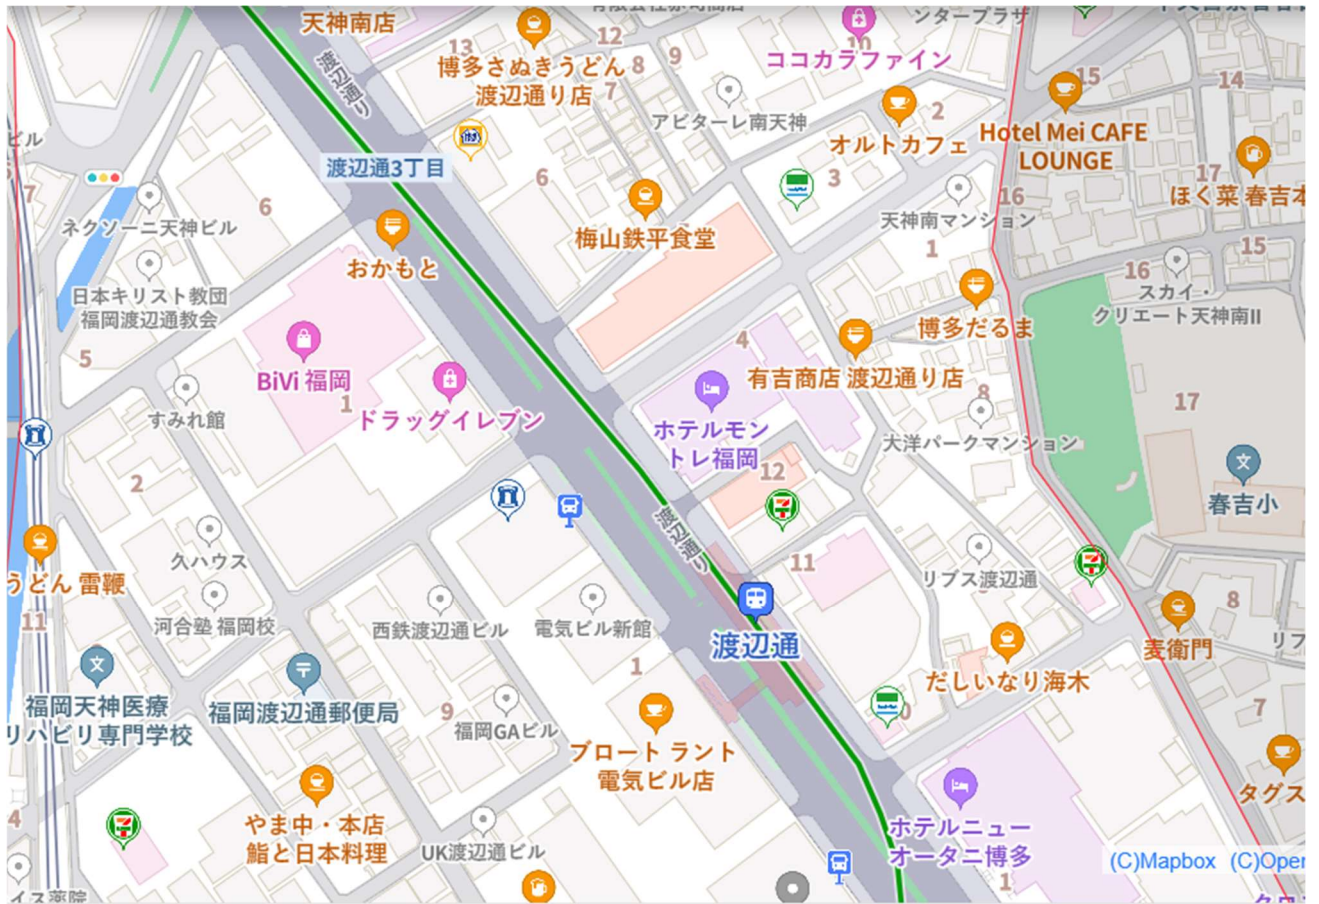 天神南店
渡辺通り
13
12
博多さぬきうどん
渡辺通り店
8
7
9
10
ココカラファイン
ンタープラザ
15
14
アビターレ南天神
2
オルトカフェ
Hotel Mei CAFE
LOUNGE
17
ほく菜 春吉本
ビル
7
渡辺通3丁目
6
3
16
ネクソーニ天神ビル
6
梅山鉄平食堂
天神南マンション
1
15
おかもと
日本キリスト教団
福岡渡辺通教会
16
スカイ・
クリエート天神南II
5
4
博多だるま
BiVi 福岡
1
有吉商店 渡辺通り店
8
すみれ館
ドラッグイレブン
17
ホテルモン
トレ福岡
大洋パークマンション
2
12
春吉小
久ハウス
渡辺通り
11
うどん 雷鞭
リブス渡辺通
11
河合塾 福岡校
西鉄渡辺通ビル
電気ビル新館
8
渡辺通
麦衛門
リブ
1
だしいなり海木
福岡天神医療
リハビリ専門学校
福岡渡辺通郵便局
9
福岡GAビル
7
ブロート ラント
電気ビル店
タグス
4
やま中・本店
鮨と日本料理
UK渡辺通ビル
ホテルニュー
オータニ博多
1
(C)Mapbox (C)Oper
イス薬院